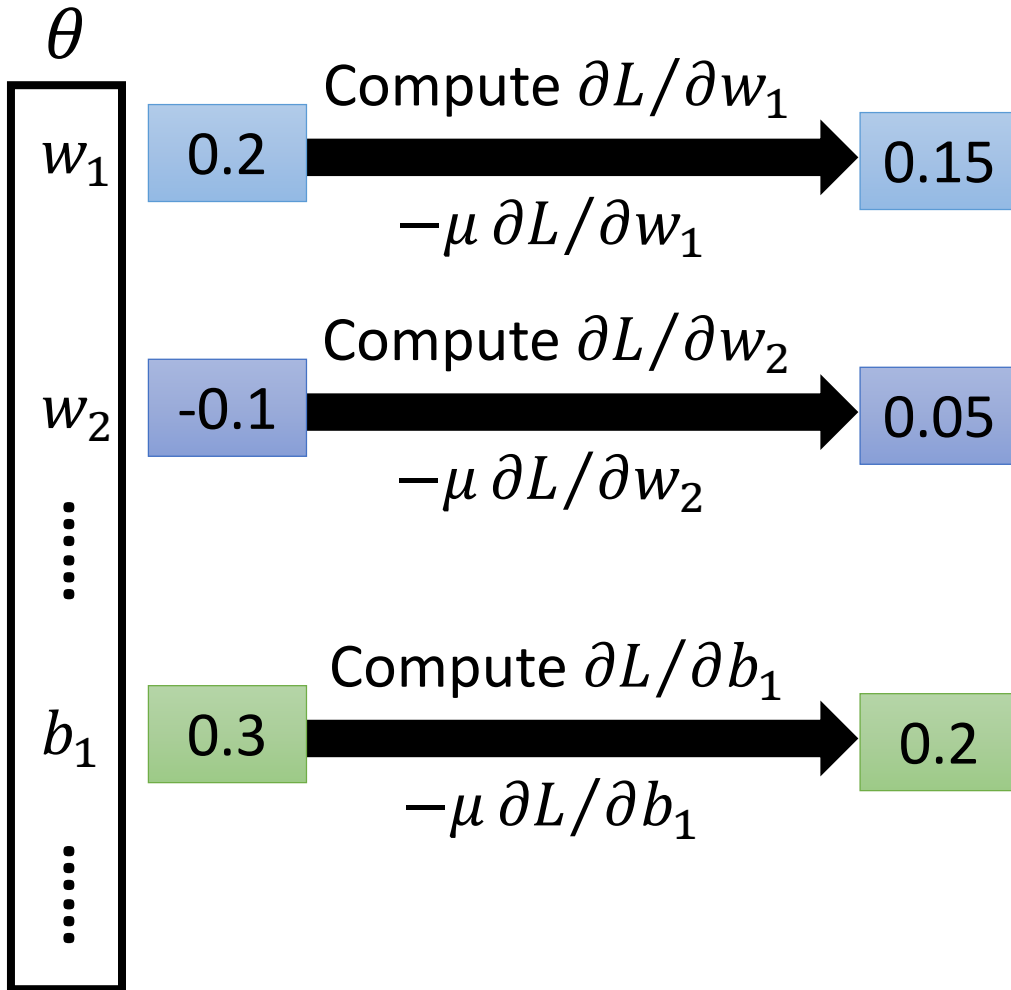 θ
Compute ∂L/∂w₁
w₁ 0.2 0.15
−μ ∂L/∂w₁
Compute ∂L/∂w₂
w₂ -0.1 0.05
−μ ∂L/∂w₂
......
Compute ∂L/∂b₁
b₁ 0.3 0.2
−μ ∂L/∂b₁
......